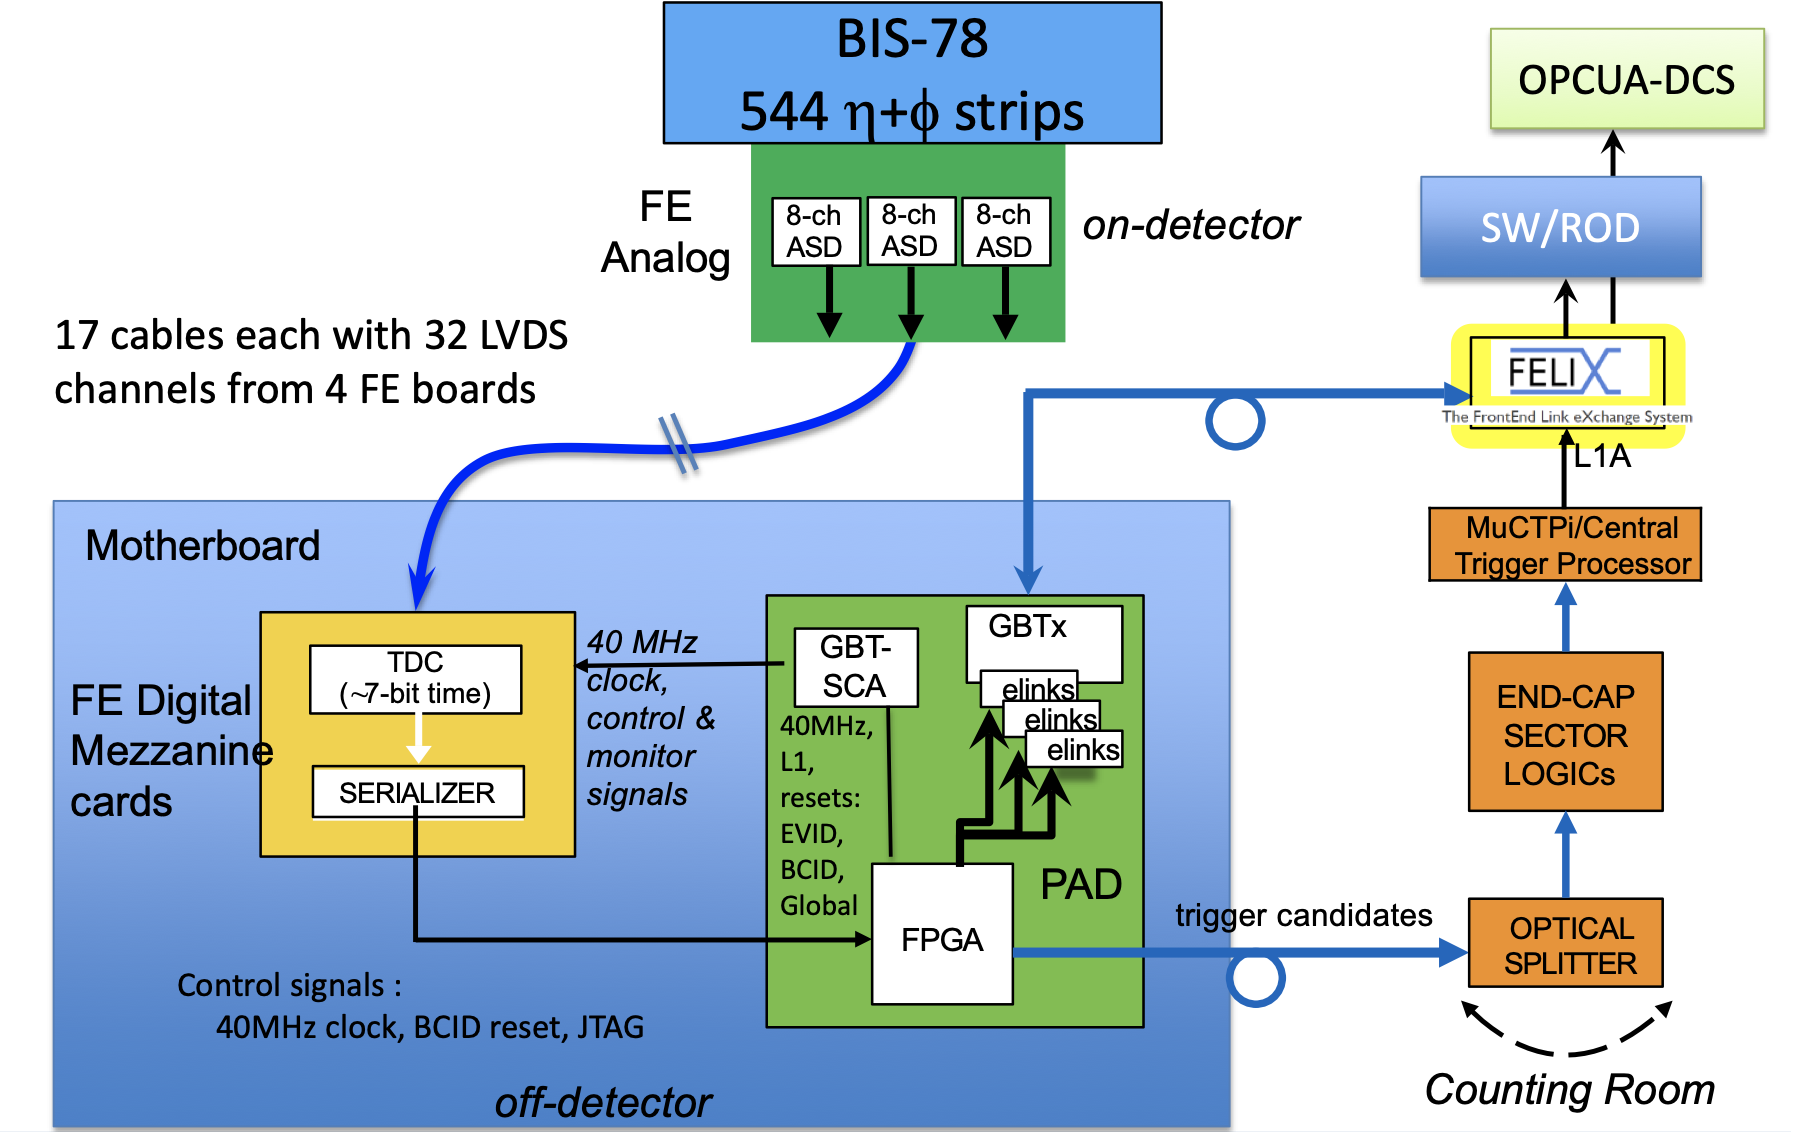 BIS-78
544 η+ϕ strips
OPCUA-DCS
FE
Analog
8-ch
ASD
8-ch
ASD
8-ch
ASD
on-detector
SW/ROD
17 cables each with 32 LVDS
channels from 4 FE boards
FELIX
The FrontEnd Link eXchange System
L1A
MuCTPi/Central
Trigger Processor
Motherboard
FE Digital
Mezzanine
cards
TDC
(~7-bit time)
SERIALIZER
40 MHz
clock,
control &
monitor
signals
GBT-
SCA
40MHz,
L1,
resets:
EVID,
BCID,
Global
GBTx
elinks
elinks
elinks
PAD
FPGA
END-CAP
SECTOR
LOGICs
trigger candidates
OPTICAL
SPLITTER
Control signals :
40MHz clock, BCID reset, JTAG
off-detector
Counting Room